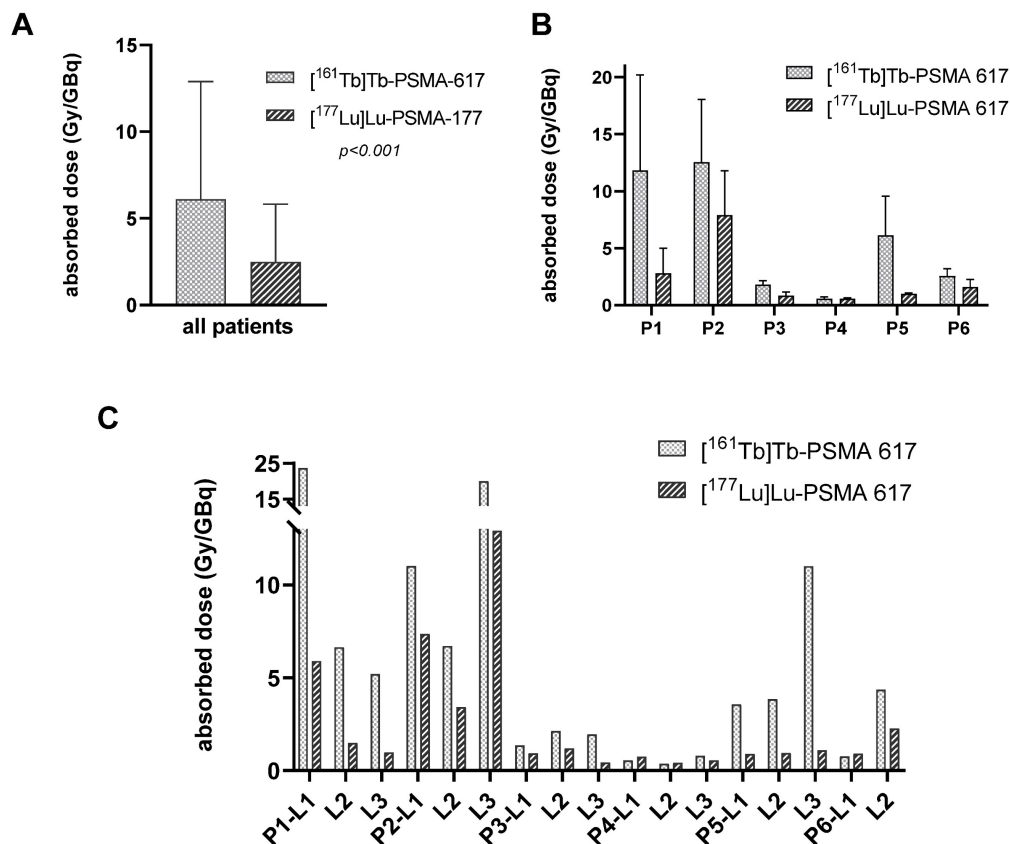 A
absorbed dose (Gy/GBq)
15
10
5
0
all patients
[¹⁶¹Tb]Tb-PSMA-617
[¹⁷⁷Lu]Lu-PSMA-177
p<0.001
B
absorbed dose (Gy/GBq)
20
15
10
5
0
P1 P2 P3 P4 P5 P6
[¹⁶¹Tb]Tb-PSMA 617
[¹⁷⁷Lu]Lu-PSMA 617
C
absorbed dose (Gy/GBq)
25
15
10
5
0
P1-L1 L2 L3 P2-L1 L2 L3 P3-L1 L2 L3 P4-L1 L2 L3 P5-L1 L2 L3 P6-L1 L2
[¹⁶¹Tb]Tb-PSMA 617
[¹⁷⁷Lu]Lu-PSMA 617